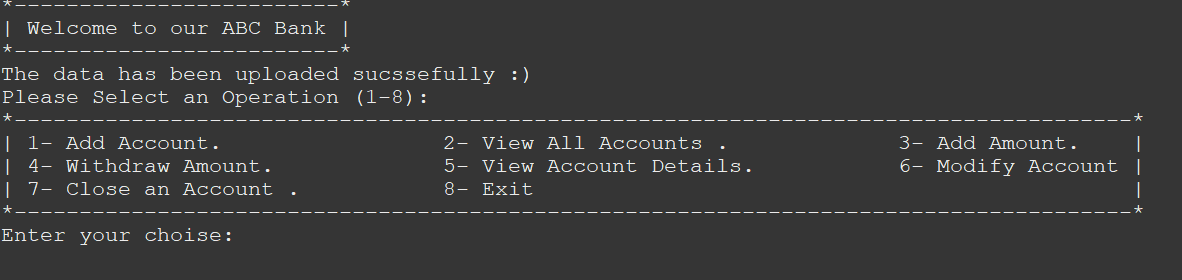 *-------------------------*
| Welcome to our ABC Bank |
*-------------------------*
The data has been uploaded sucssefully :)
Please Select an Operation (1-8):
*--------------------------------------------------------------------------------------*
| 1- Add Account.                 2- View All Accounts .             3- Add Amount.    |
| 4- Withdraw Amount.             5- View Account Details.           6- Modify Account |
| 7- Close an Account .           8- Exit                                              |
*--------------------------------------------------------------------------------------*
Enter your choise: